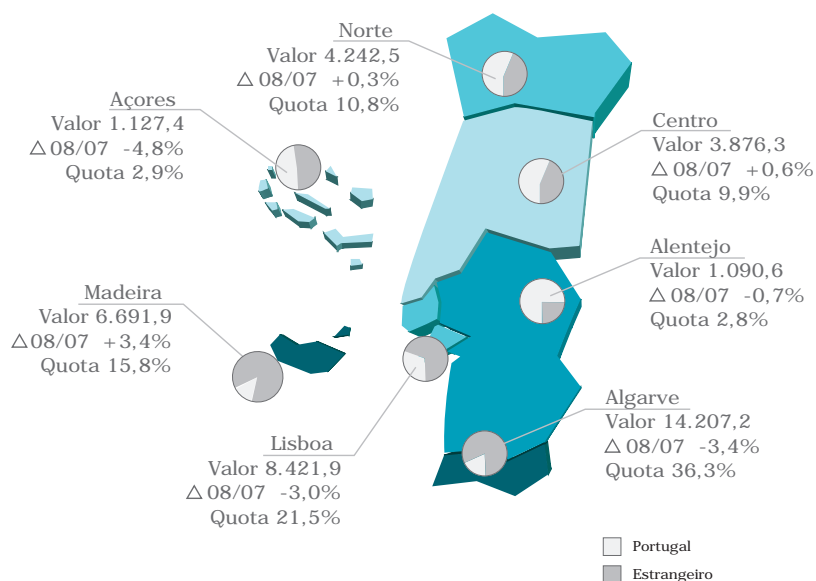 Norte
Valor 4.242,5
△ 08/07 +0,3%
Quota 10,8%
Açores
Valor 1.127,4
△ 08/07 -4,8%
Quota 2,9%
Centro
Valor 3.876,3
△ 08/07 +0,6%
Quota 9,9%
Alentejo
Valor 1.090,6
△ 08/07 -0,7%
Quota 2,8%
Madeira
Valor 6.691,9
△ 08/07 +3,4%
Quota 15,8%
Algarve
Valor 14.207,2
△ 08/07 -3,4%
Quota 36,3%
Lisboa
Valor 8.421,9
△ 08/07 -3,0%
Quota 21,5%
Portugal
Estrangeiro